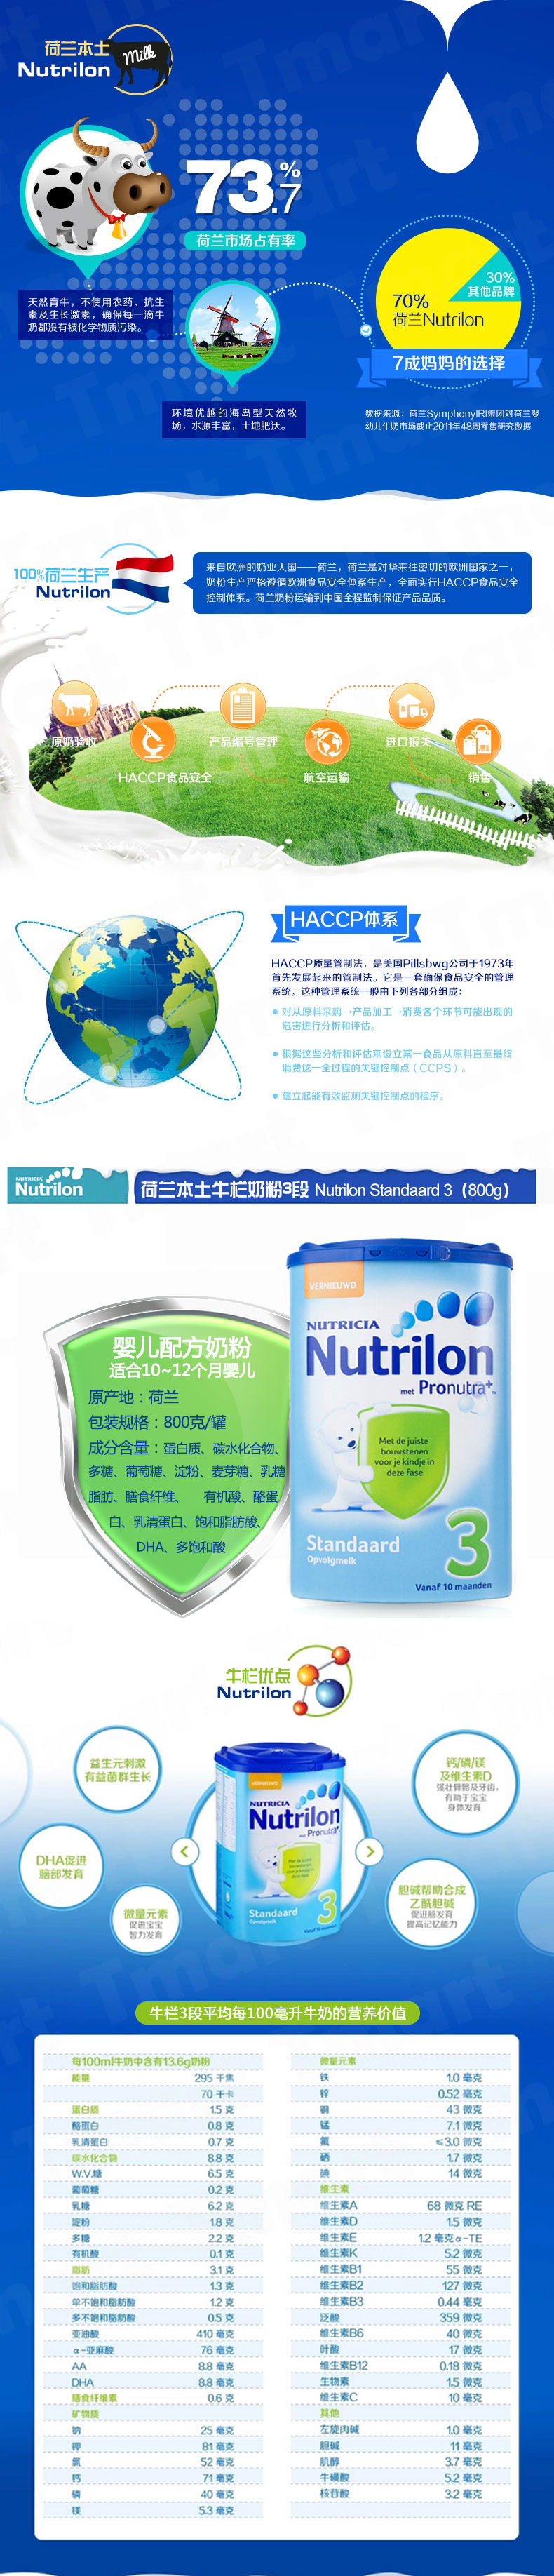 荷兰本土
Nutrilon
Milk
73.7%
荷兰市场占有率
天然育牛，不使用农药、抗生
素及生长激素，确保每一滴牛
奶都没有被化学物质污染。
30%
其他品牌
70%
荷兰Nutrilon
7成妈妈的选择
环境优越的海岛型天然牧
场，水源丰富，土地肥沃。
数据来源：荷兰SymphonyIRI集团对荷兰婴
幼儿牛奶市场截止2011年48周零售研究数据
100%荷兰生产
Nutrilon
来自欧洲的奶业大国——荷兰，荷兰是对华来往密切的欧洲国家之一，
奶粉生产严格遵循欧洲食品安全体系生产，全面实行HACCP食品安全
控制体系。荷兰奶粉运输到中国全程监制保证产品品质。
原奶验收
产品编号管理
进口报关
HACCP食品安全
航空运输
销售
HACCP体系
HACCP质量管制法，是美国Pillsbwg公司于1973年
首先发展起来的管制法。它是一套确保食品安全的管理
系统，这种管理系统一般由下列各部分组成：
对从原料采购→产品加工→消费各个环节可能出现的
危害进行分析和评估。
根据这些分析和评估来设立某一食品从原料直至最终
消费这一全过程的关键控制点（CCPS）。
建立起能有效监测关键控制点的程序。
NUTRICIA
Nutrilon
荷兰本土牛栏奶粉3段 Nutrilon Standaard 3（800g）
VERNIEUWD
NUTRICIA
Nutrilon
met Pronutra+
Met de juiste
bouwstenen
voor je kindje in
deze fase
Standaard
Opvolgmelk
3
Vanaf 10 maanden
婴儿配方奶粉
适合10~12个月婴儿
原产地：荷兰
包装规格：800克/罐
成分含量：蛋白质、碳水化合物、
多糖、葡萄糖、淀粉、麦芽糖、乳糖
脂肪、膳食纤维、 有机酸、酪蛋
白、乳清蛋白、饱和脂肪酸、
DHA、多饱和酸
牛栏优点
Nutrilon
益生元刺激
有益菌群生长
钙/磷/镁
及维生素D
强壮骨骼及牙齿，
有助于宝宝
身体发育
DHA促进
脑部发育
微量元素
促进宝宝
智力发育
胆碱帮助合成
乙酰胆碱
促进脑发育
提高记忆能力
VERNIEUWD
NUTRICIA
Nutrilon
met Pronutra+
Met de juiste
bouwstenen
voor je kindje in
deze fase
Standaard
Opvolgmelk
3
Vanaf 10 maanden
牛栏3段平均每100毫升牛奶的营养价值
每100ml牛奶中含有13.6g奶粉
能量 295 千焦
70 千卡
蛋白质 1.5 克
酪蛋白 0.8 克
乳清蛋白 0.7 克
碳水化合物 8.8 克
W.V.糖 6.5 克
葡萄糖 0.2 克
乳糖 6.2 克
淀粉 1.8 克
多糖 2.2 克
有机酸 0.1 克
脂肪 3.1 克
饱和脂肪酸 1.3 克
单不饱和脂肪酸 1.2 克
多不饱和脂肪酸 0.5 克
亚油酸 410 毫克
α-亚麻酸 76 毫克
AA 8.8 毫克
DHA 8.8 毫克
膳食纤维素 0.6 克
矿物质
钠 25 毫克
钾 81 毫克
氯 52 毫克
钙 71 毫克
磷 40 毫克
镁 5.3 毫克
微量元素
铁 1.0 毫克
锌 0.52 毫克
铜 43 微克
锰 7.1 微克
氟 ≤3.0 微克
硒 1.7 微克
碘 14 微克
维生素
维生素A 68 微克 RE
维生素D 1.5 微克
维生素E 1.2 毫克α-TE
维生素K 5.2 微克
维生素B1 55 微克
维生素B2 127 微克
维生素B3 0.44 毫克
泛酸 359 微克
维生素B6 40 微克
叶酸 17 微克
维生素B12 0.18 微克
生物素 1.5 微克
维生素C 10 毫克
其他
左旋肉碱 1.0 毫克
胆碱 11 毫克
肌醇 3.7 毫克
牛磺酸 5.2 毫克
核苷酸 3.2 毫克